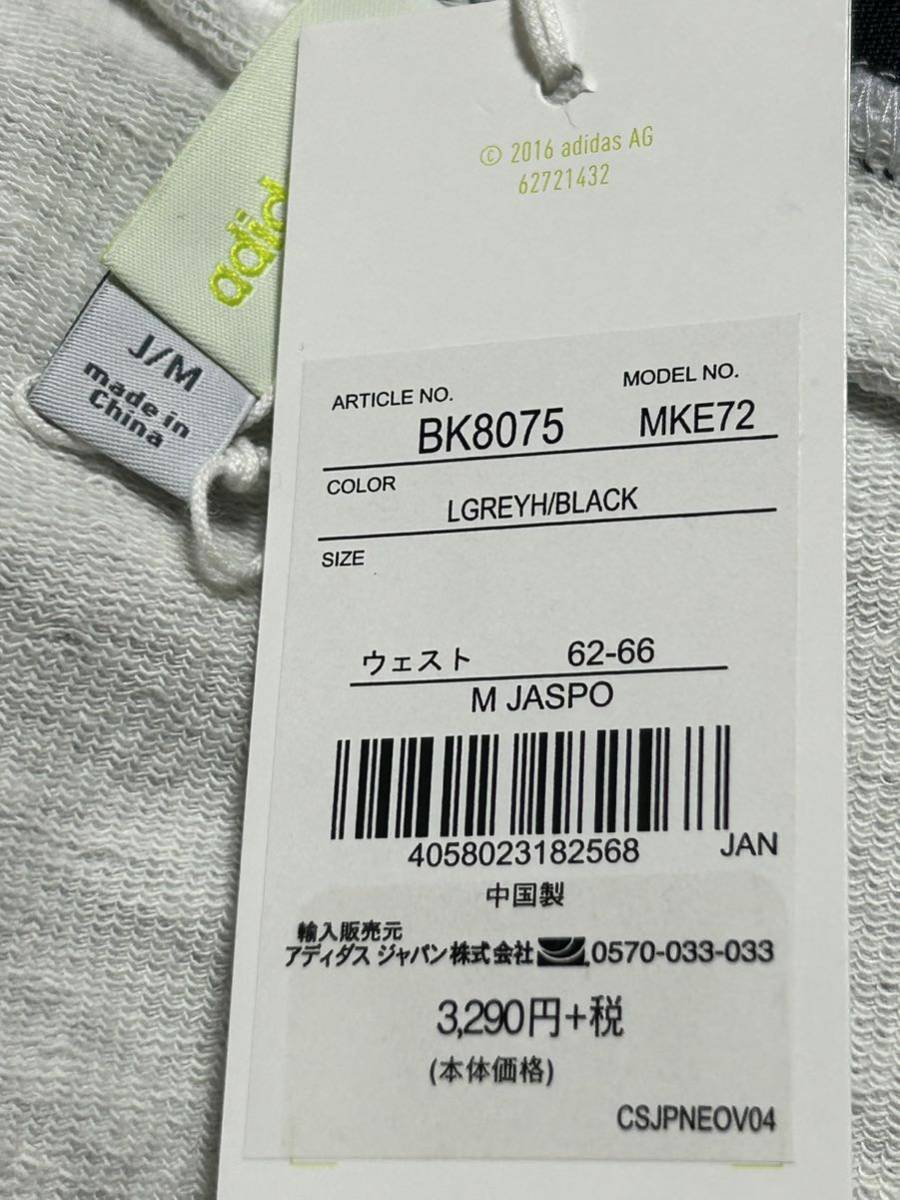 © 2016 adidas AG
62721432
adid
J/M
made in
China
ARTICLE NO. MODEL NO.
BK8075 MKE72
COLOR
LGREYH/BLACK
SIZE
ウェスト 62-66
M JASPO
4058023182568 JAN
中国製
輸入販売元
アディダス ジャパン株式会社 0570-033-033
3,290円+税
(本体価格)
CSJPNEOV04